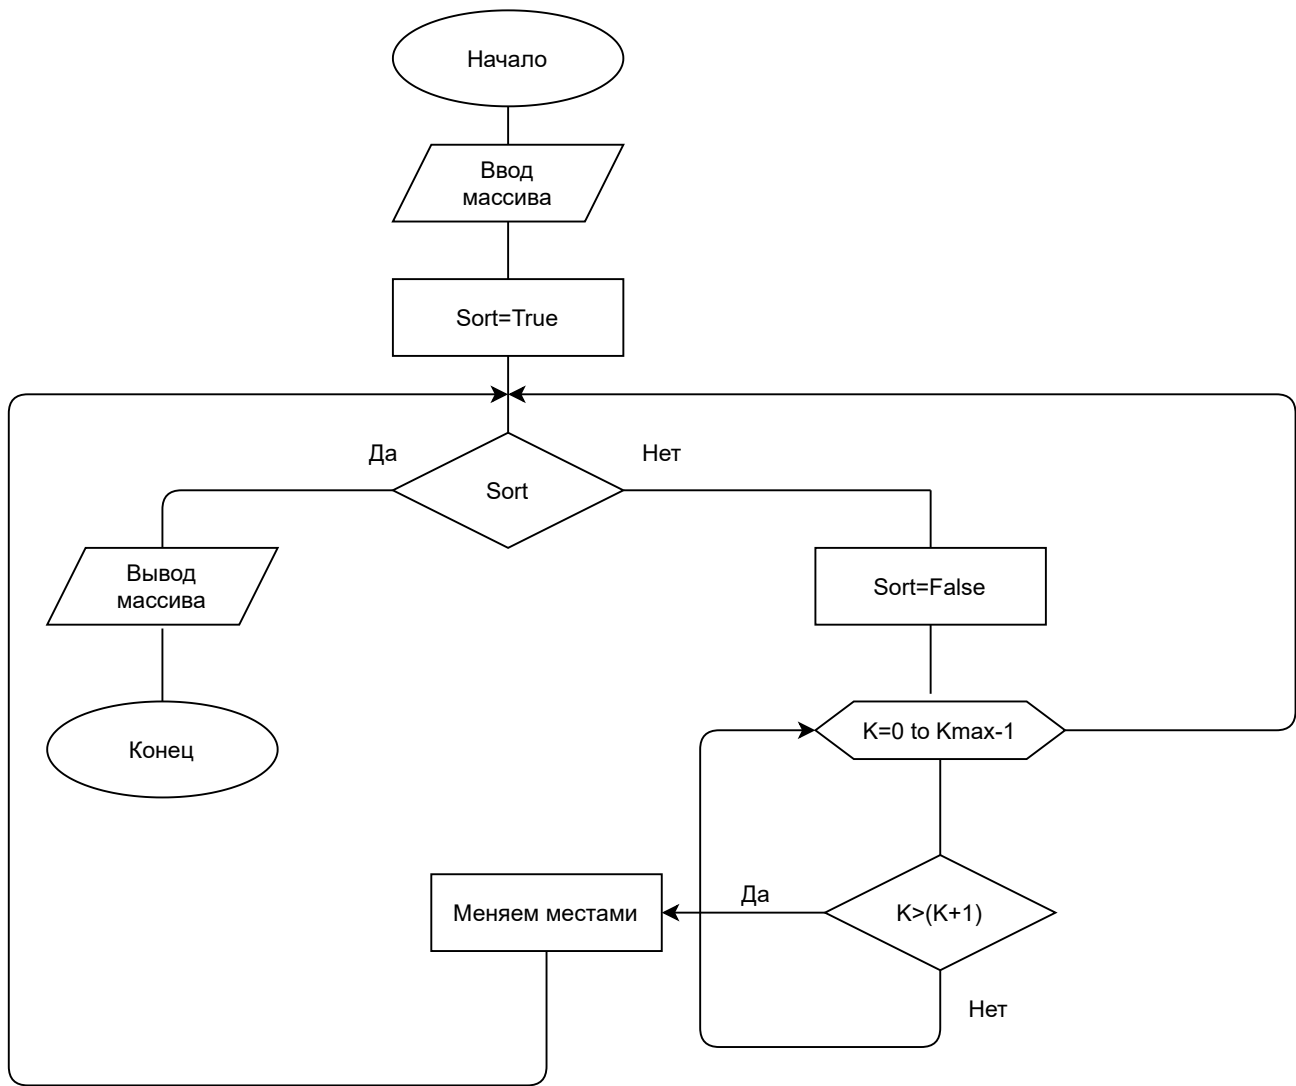 Начало
Ввод
массива
Sort=True
Да
Нет
Sort
Вывод
массива
Sort=False
Конец
K=0 to Kmax-1
Меняем местами
Да
K>(K+1)
Нет